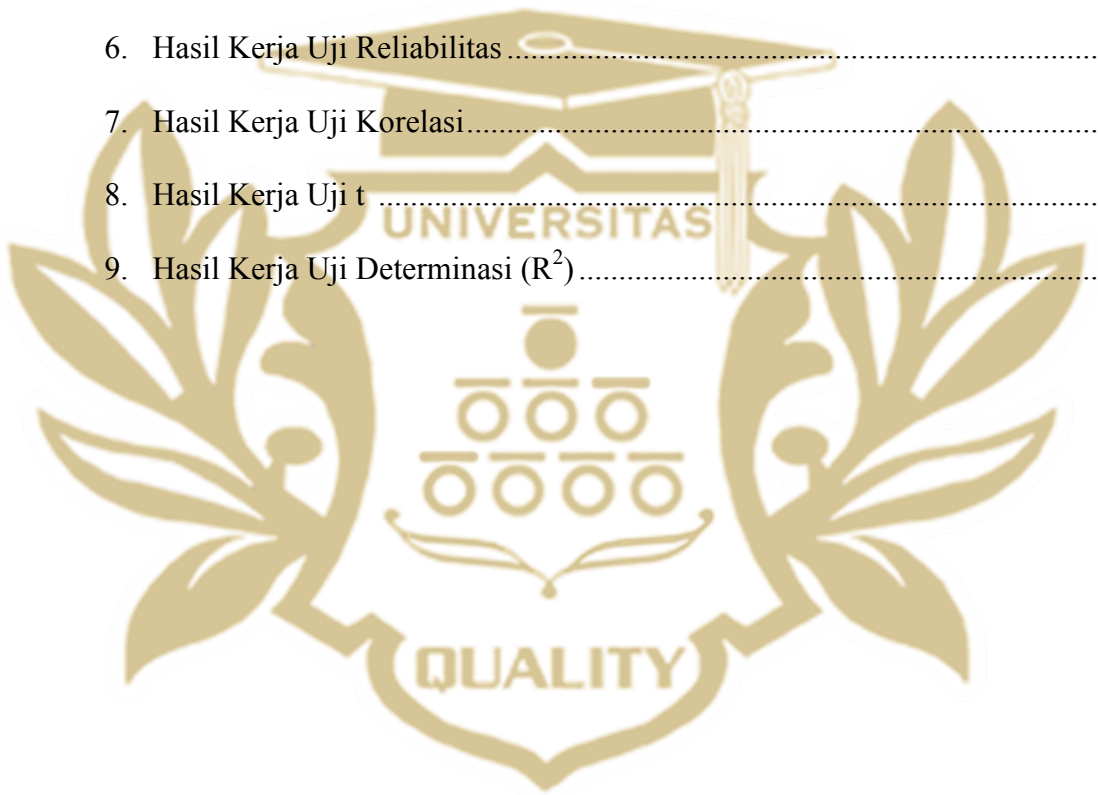 6. Hasil Kerja Uji Reliabilitas ........................................................................
7. Hasil Kerja Uji Korelasi..............................................................................
8. Hasil Kerja Uji t ..........................................................................................
UNIVERSITAS
9. Hasil Kerja Uji Determinasi (R²) .................................................................
QUALITY